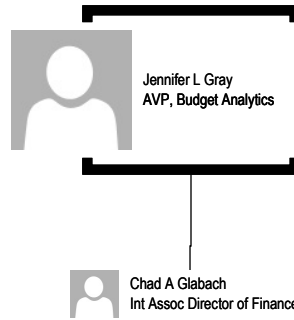 Jennifer L Gray
AVP, Budget Analytics
Chad A Glabach
Int Assoc Director of Finance